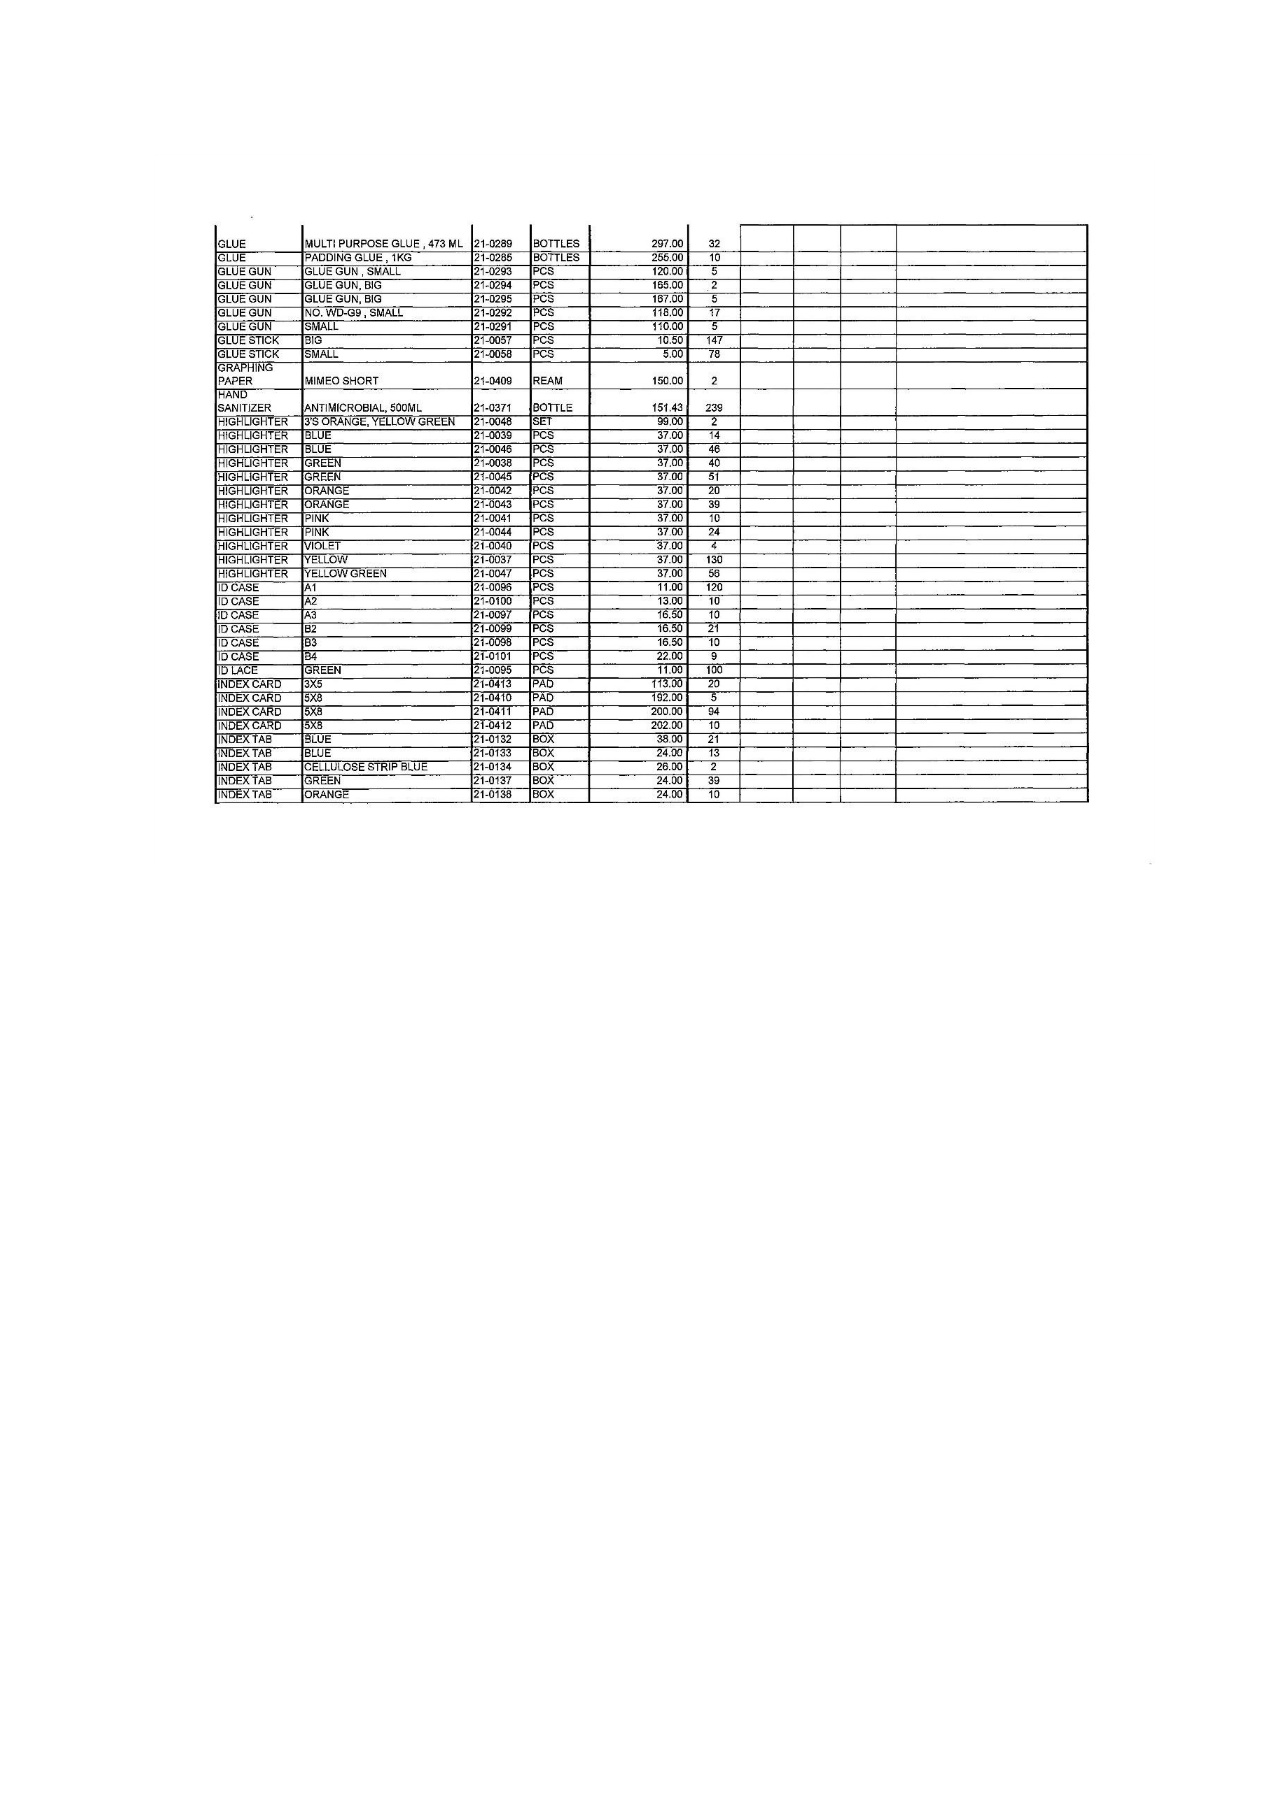 GLUE MULTI PURPOSE GLUE , 473 ML 21-0289 BOTTLES 297.00 32
GLUE PADDING GLUE , 1KG 21-0285 BOTTLES 255.00 10
GLUE GUN GLUE GUN , SMALL 21-0293 PCS 120.00 5
GLUE GUN GLUE GUN, BIG 21-0294 PCS 165.00 2
GLUE GUN GLUE GUN, BIG 21-0295 PCS 167.00 5
GLUE GUN NO. WD-G9 , SMALL 21-0292 PCS 118.00 17
GLUE GUN SMALL 21-0291 PCS 110.00 5
GLUE STICK BIG 21-0057 PCS 10.50 147
GLUE STICK SMALL 21-0058 PCS 5.00 78
GRAPHING
PAPER MIMEO SHORT 21-0409 REAM 150.00 2
HAND
SANITIZER ANTIMICROBIAL, 500ML 21-0371 BOTTLE 151.43 239
HIGHLIGHTER 3'S ORANGE, YELLOW GREEN 21-0048 SET 99.00 2
HIGHLIGHTER BLUE 21-0039 PCS 37.00 14
HIGHLIGHTER BLUE 21-0046 PCS 37.00 46
HIGHLIGHTER GREEN 21-0038 PCS 37.00 40
HIGHLIGHTER GREEN 21-0045 PCS 37.00 51
HIGHLIGHTER ORANGE 21-0042 PCS 37.00 20
HIGHLIGHTER ORANGE 21-0043 PCS 37.00 39
HIGHLIGHTER PINK 21-0041 PCS 37.00 10
HIGHLIGHTER PINK 21-0044 PCS 37.00 24
HIGHLIGHTER VIOLET 21-0040 PCS 37.00 4
HIGHLIGHTER YELLOW 21-0037 PCS 37.00 130
HIGHLIGHTER YELLOW GREEN 21-0047 PCS 37.00 56
ID CASE A1 21-0096 PCS 11.00 120
ID CASE A2 21-0100 PCS 13.00 10
ID CASE A3 21-0097 PCS 16.50 10
ID CASE B2 21-0099 PCS 16.50 21
ID CASE B3 21-0098 PCS 16.50 10
ID CASE B4 21-0101 PCS 22.00 9
ID LACE GREEN 21-0095 PCS 11.00 100
INDEX CARD 3X5 21-0413 PAD 113.00 20
INDEX CARD 5X8 21-0410 PAD 192.00 5
INDEX CARD 5X8 21-0411 PAD 200.00 94
INDEX CARD 5X8 21-0412 PAD 202.00 10
INDEX TAB BLUE 21-0132 BOX 38.00 21
INDEX TAB BLUE 21-0133 BOX 24.00 13
INDEX TAB CELLULOSE STRIP BLUE 21-0134 BOX 26.00 2
INDEX TAB GREEN 21-0137 BOX 24.00 39
INDEX TAB ORANGE 21-0138 BOX 24.00 10